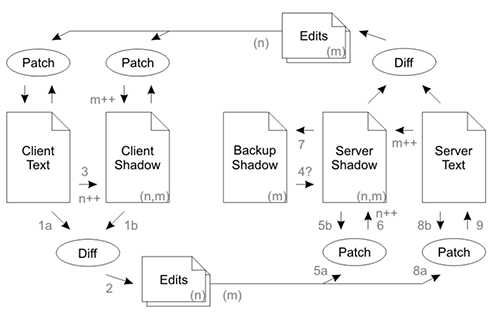 Edits
(n)
(m)
Patch
Patch
Diff
m++
Client
Text
3
n++
Client
Shadow
(n,m)
Backup
Shadow
(m)
7
4?
Server
Shadow
(n,m)
m++
Server
Text
1a
1b
5b
n++
6
8b
9
Diff
Patch
Patch
2
Edits
(n)
(m)
5a
8a